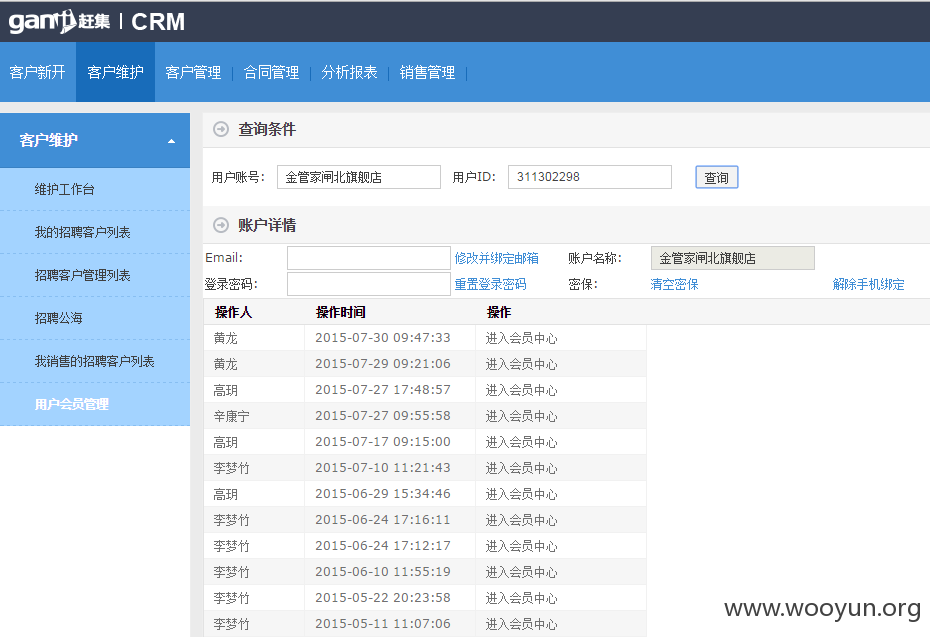 ganji赶集 | CRM
客户新开 客户维护 客户管理 合同管理 分析报表 销售管理
客户维护
维护工作台
我的招聘客户列表
招聘客户管理列表
招聘公海
我销售的招聘客户列表
用户会员管理
查询条件
用户账号: 金管家闸北旗舰店 用户ID: 311302298 查询
账户详情
Email: 修改并绑定邮箱 账户名称: 金管家闸北旗舰店
登录密码: 重置登录密码 密保: 清空密保 解除手机绑定
操作人 操作时间 操作
黄龙 2015-07-30 09:47:33 进入会员中心
黄龙 2015-07-29 09:21:06 进入会员中心
高玥 2015-07-27 17:48:57 进入会员中心
辛康宁 2015-07-27 09:55:58 进入会员中心
高玥 2015-07-17 09:15:00 进入会员中心
李梦竹 2015-07-10 11:21:43 进入会员中心
高玥 2015-06-29 15:34:46 进入会员中心
李梦竹 2015-06-24 17:16:11 进入会员中心
李梦竹 2015-06-24 17:12:17 进入会员中心
李梦竹 2015-06-10 11:55:19 进入会员中心
李梦竹 2015-05-22 20:23:58 进入会员中心
李梦竹 2015-05-11 11:07:06 进入会员中心
www.wooyun.org